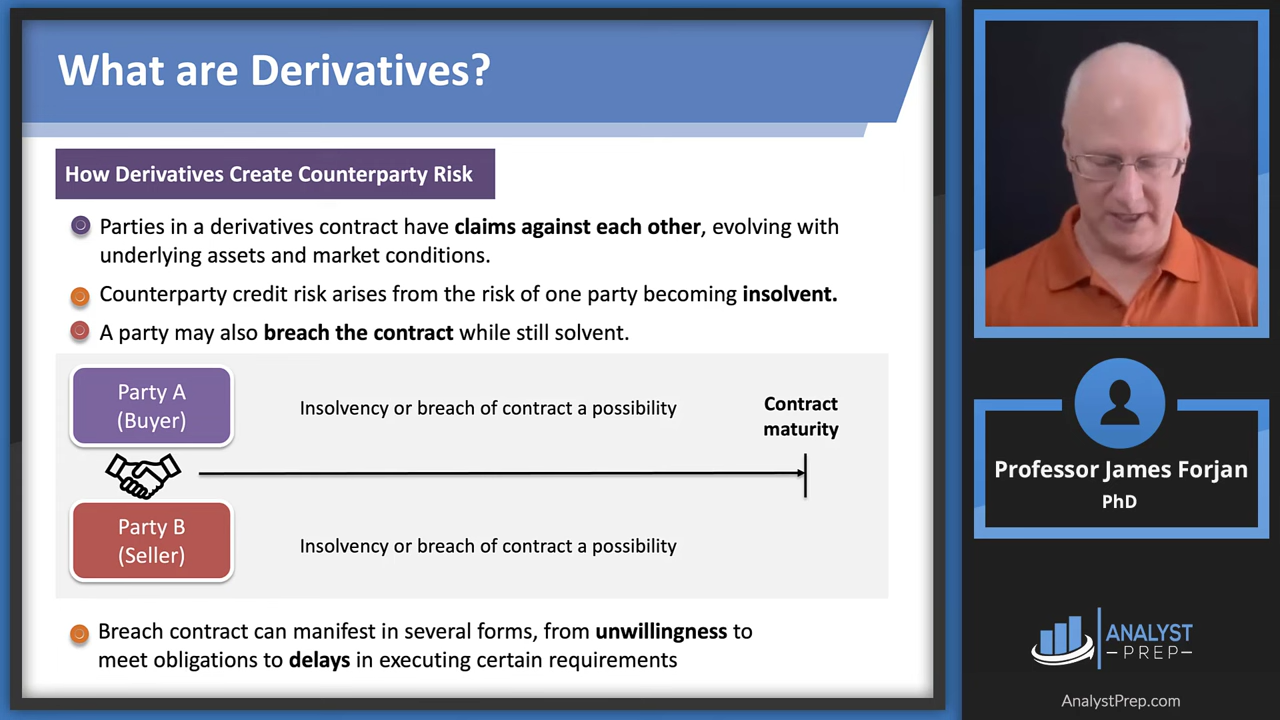 What are Derivatives?
How Derivatives Create Counterparty Risk
Parties in a derivatives contract have claims against each other, evolving with
underlying assets and market conditions.
Counterparty credit risk arises from the risk of one party becoming insolvent.
A party may also breach the contract while still solvent.
Party A
(Buyer)
Insolvency or breach of contract a possibility
Contract
maturity
Party B
(Seller)
Insolvency or breach of contract a possibility
Breach contract can manifest in several forms, from unwillingness to
meet obligations to delays in executing certain requirements
Professor James Forjan
PhD
ANALYST
PREP
AnalystPrep.com